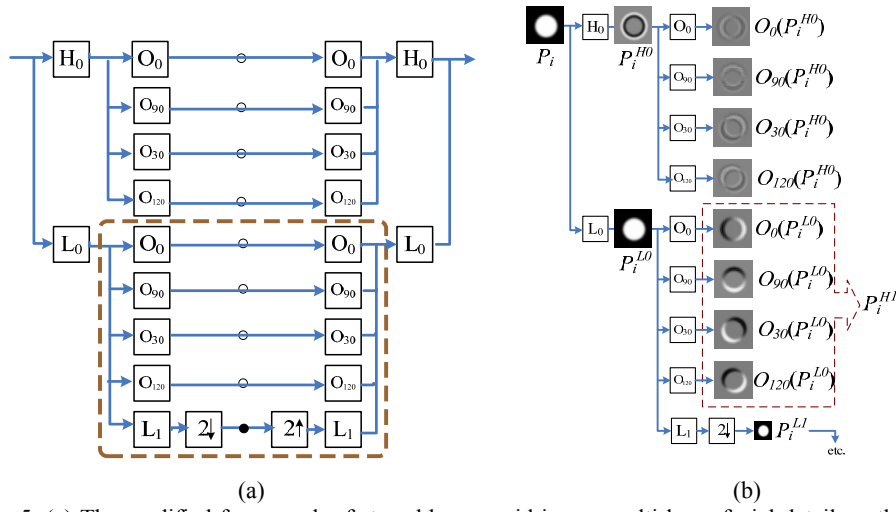 H0 O0 O0 H0
O90 O90
O30 O30
O120 O120
L0 O0 O0 L0
O90 O90
O30 O30
O120 O120
L1 2↓ 2↑ L1
(a)
Pi H0 Pi^H0 O0 O0(Pi^H0)
O90 O90(Pi^H0)
O30 O30(Pi^H0)
O120 O120(Pi^H0)
L0 Pi^L0 O0 O0(Pi^L0)
O90 O90(Pi^L0)
Pi^H1
O30 O30(Pi^L0)
O120 O120(Pi^L0)
L1 2↓ Pi^L1
etc.
(b)